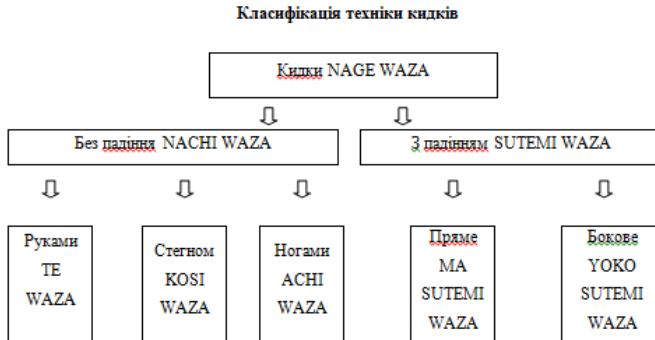 Класифікація техніки кидків
Кидки NAGE WAZA
Без падіння NACHI WAZA
З падінням SUTEMI WAZA
Руками
TE
WAZA
Стегном
KOSI
WAZA
Ногами
ACHI
WAZA
Пряме
MA
SUTEMI
WAZA
Бокове
YOKO
SUTEMI
WAZA